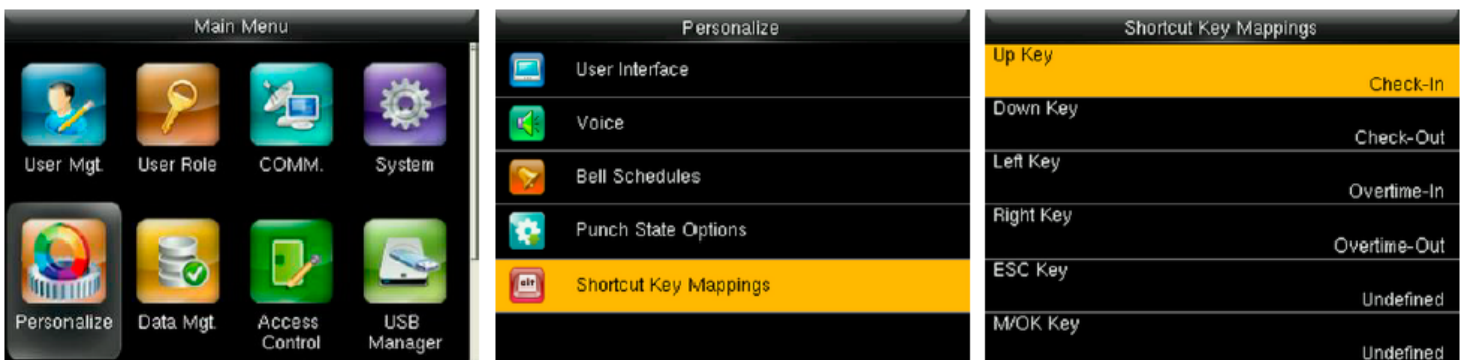 Main Menu
User Mgt.
User Role
COMM.
System
Personalize
Data Mgt.
Access
Control
USB
Manager
Personalize
User Interface
Voice
Bell Schedules
Punch State Options
alt
Shortcut Key Mappings
Shortcut Key Mappings
Up Key
Check-In
Down Key
Check-Out
Left Key
Overtime-In
Right Key
Overtime-Out
ESC Key
Undefined
M/OK Key
Undefined